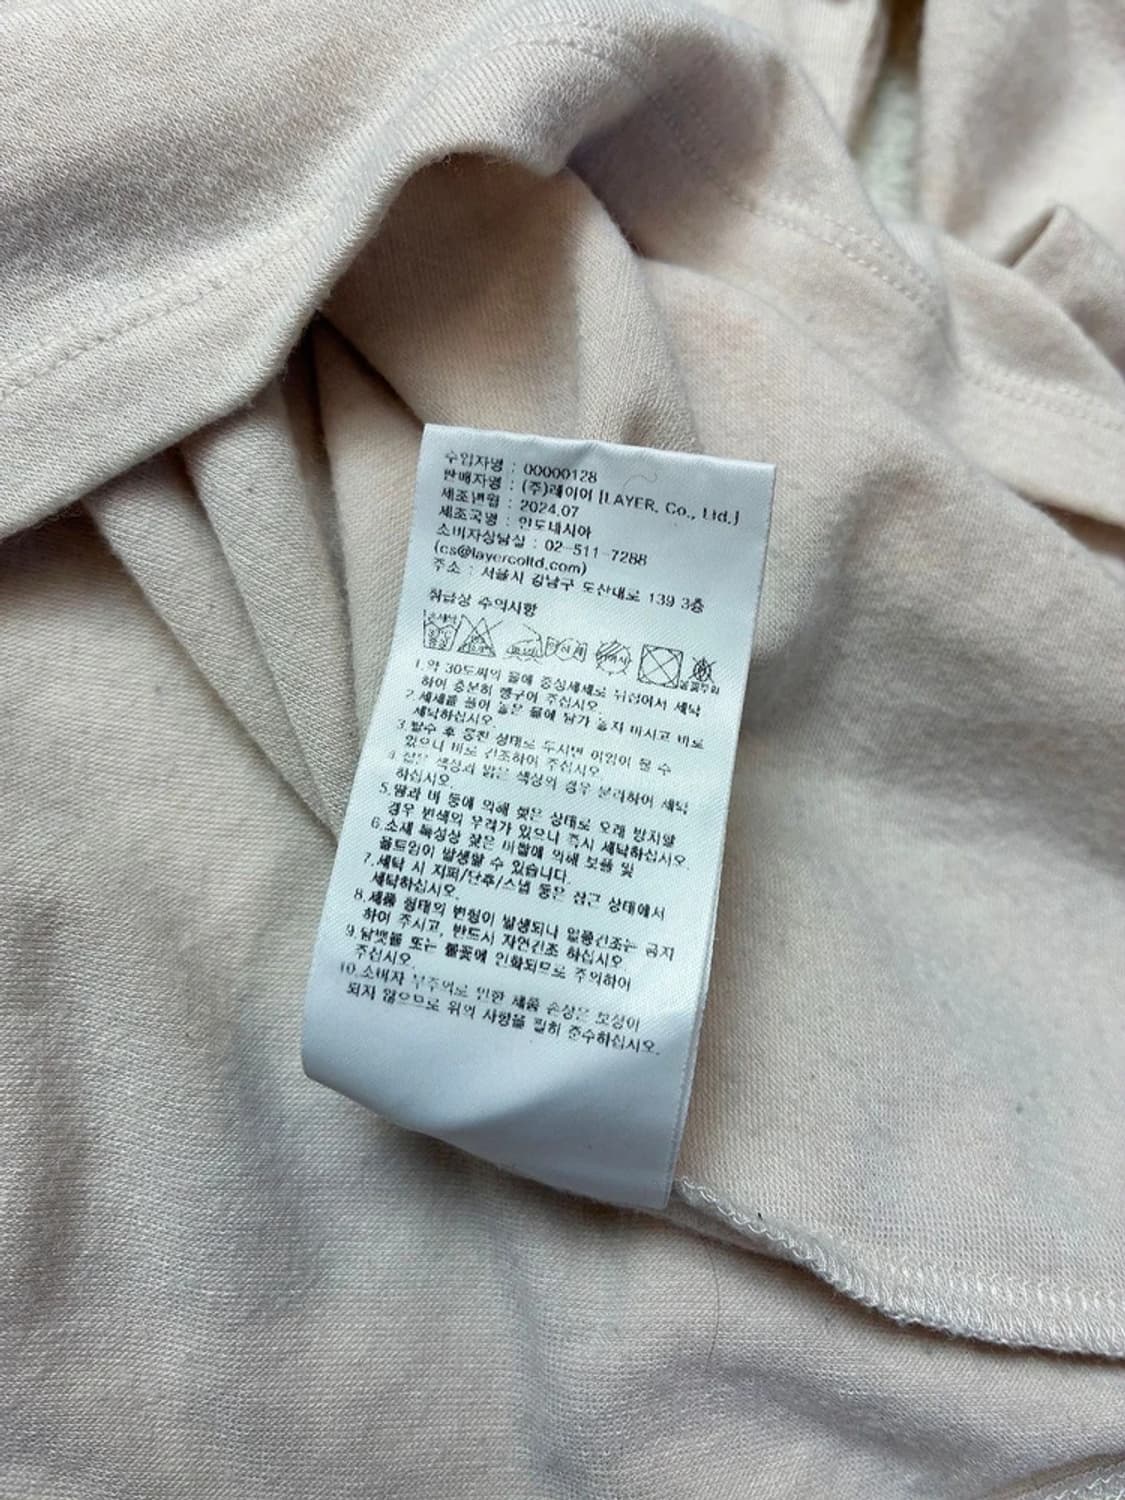 수입자명 : 00000128
판매자명 : (주)레이어 [LAYER. Co., Ltd.]
제조년월 : 2024.07
제조국명 : 인도네시아
소비자상담실 : 02-511-7288
(cs@layercoltd.com)
주소 : 서울시 강남구 도산대로 139 3층
취급상 주의사항
1.약 30도씨의 물에 중성세제로 뒤집어서 세탁
하여 충분히 헹구어 주십시오.
2.세제를 풀어 놓은 물에 담가 놓지 마시고 바로
세탁하십시오.
3.탈수 후 뭉친 상태로 두시면 이염이 될 수
있으니 바로 건조하여 주십시오.
4.짙은 색상과 밝은 색상의 경우 분리하여 세탁
하십시오.
5.땀과 비 등에 의해 젖은 상태로 오래 방치할
경우 변색의 우려가 있으니 즉시 세탁하십시오.
6.소재 특성상 잦은 마찰에 의해 보풀 및
올트임이 발생할 수 있습니다.
7.세탁 시 지퍼/단추/스냅 등은 잠근 상태에서
세탁하십시오.
8.제품 형태의 변형이 발생되니 열풍건조는 금지
하여 주시고, 반드시 자연건조 하십시오.
9.담뱃불 또는 불꽃에 인화되므로 주의하여
주십시오.
10.소비자 부주의로 인한 제품 손상은 보상이
되지 않으므로 위의 사항을 필히 준수하십시오.